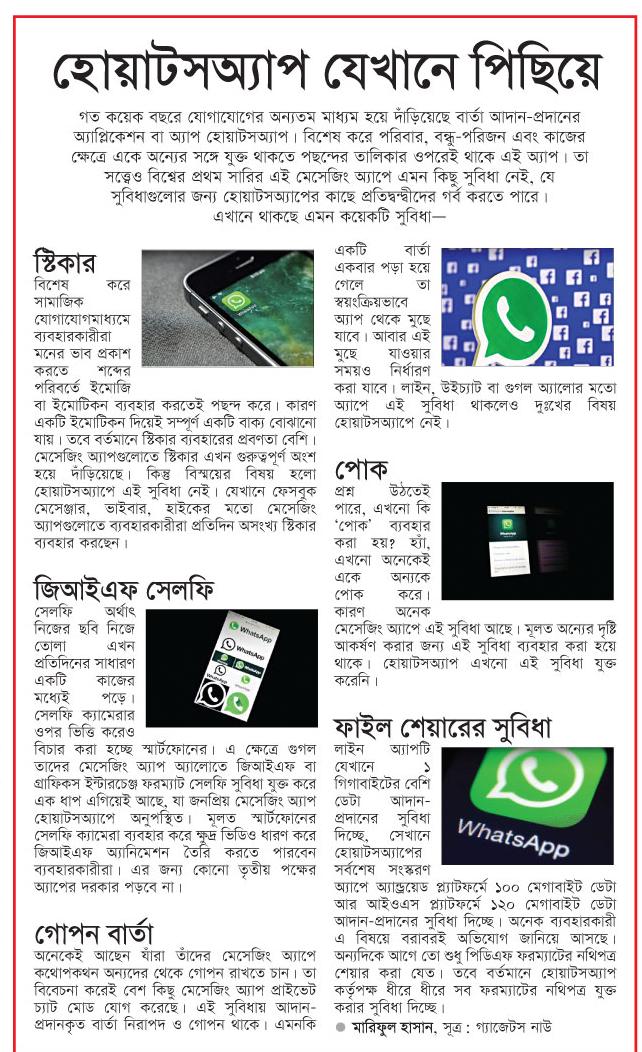 হোয়াটসঅ্যাপ যেখানে পিছিয়ে
গত কয়েক বছরে যোগাযোগের অন্যতম মাধ্যম হয়ে দাঁড়িয়েছে বার্তা আদান-প্রদানের
অ্যাপ্লিকেশন বা অ্যাপ হোয়াটসঅ্যাপ। বিশেষ করে পরিবার, বন্ধু-পরিজন এবং কাজের
ক্ষেত্রে একে অন্যের সঙ্গে যুক্ত থাকতে পছন্দের তালিকার ওপরেই থাকে এই অ্যাপ। তা
সত্ত্বেও বিশ্বের প্রথম সারির এই মেসেজিং অ্যাপে এমন কিছু সুবিধা নেই, যে
সুবিধাগুলোর জন্য হোয়াটসঅ্যাপের কাছে প্রতিদ্বন্দ্বীদের গর্ব করতে পারে।
এখানে থাকছে এমন কয়েকটি সুবিধা—
স্টিকার
বিশেষ করে
সামাজিক
যোগাযোগমাধ্যমে
ব্যবহারকারীরা
মনের ভাব প্রকাশ
করতে শব্দের
পরিবর্তে ইমোজি
বা ইমোটিকন ব্যবহার করতেই পছন্দ করে। কারণ
একটি ইমোটিকন দিয়েই সম্পূর্ণ একটি বাক্য বোঝানো
যায়। তবে বর্তমানে স্টিকার ব্যবহারের প্রবণতা বেশি।
মেসেজিং অ্যাপগুলোতে স্টিকার এখন গুরুত্বপূর্ণ অংশ
হয়ে দাঁড়িয়েছে। কিন্তু বিস্ময়ের বিষয় হলো
হোয়াটসঅ্যাপে এই সুবিধা নেই। যেখানে ফেসবুক
মেসেঞ্জার, ভাইবার, হাইকের মতো মেসেজিং
অ্যাপগুলোতে ব্যবহারকারীরা প্রতিদিন অসংখ্য স্টিকার
ব্যবহার করছেন।
জিআইএফ সেলফি
সেলফি অর্থাৎ
নিজের ছবি নিজে
তোলা এখন
প্রতিদিনের সাধারণ
একটি কাজের
মধ্যেই পড়ে।
সেলফি ক্যামেরার
ওপর ভিত্তি করেও
বিচার করা হচ্ছে স্মার্টফোনের। এ ক্ষেত্রে গুগল
তাদের মেসেজিং অ্যাপ অ্যালোতে জিআইএফ বা
গ্রাফিকস ইন্টারচেঞ্জ ফরম্যাট সেলফি সুবিধা যুক্ত করে
এক ধাপ এগিয়েই আছে, যা জনপ্রিয় মেসেজিং অ্যাপ
হোয়াটসঅ্যাপে অনুপস্থিত। মূলত স্মার্টফোনের
সেলফি ক্যামেরা ব্যবহার করে ক্ষুদ্র ভিডিও ধারণ করে
জিআইএফ অ্যানিমেশন তৈরি করতে পারবেন
ব্যবহারকারীরা। এর জন্য কোনো তৃতীয় পক্ষের
অ্যাপের দরকার পড়বে না।
গোপন বার্তা
অনেকেই আছেন যাঁরা তাঁদের মেসেজিং অ্যাপে
কথোপকথন অন্যদের থেকে গোপন রাখতে চান। তা
বিবেচনা করেই বেশ কিছু মেসেজিং অ্যাপ প্রাইভেট
চ্যাট মোড যোগ করেছে। এই সুবিধায় আদান-
প্রদানকৃত বার্তা নিরাপদ ও গোপন থাকে। এমনকি
একটি বার্তা
একবার পড়া হয়ে
গেলে তা
স্বয়ংক্রিয়ভাবে
অ্যাপ থেকে মুছে
যাবে। আবার এই
মুছে যাওয়ার
সময়ও নির্ধারণ
করা যাবে। লাইন, উইচ্যাট বা গুগল অ্যালোর মতো
অ্যাপে এই সুবিধা থাকলেও দুঃখের বিষয়
হোয়াটসঅ্যাপে নেই।
পোক
প্রশ্ন উঠতেই
পারে, এখনো কি
‘পোক’ ব্যবহার
করা হয়? হ্যাঁ,
এখনো অনেকেই
একে অন্যকে
পোক করে।
কারণ অনেক
মেসেজিং অ্যাপে এই সুবিধা আছে। মূলত অন্যের দৃষ্টি
আকর্ষণ করার জন্য এই সুবিধা ব্যবহার করা হয়ে
থাকে। হোয়াটসঅ্যাপ এখনো এই সুবিধা যুক্ত
করেনি।
ফাইল শেয়ারের সুবিধা
লাইন অ্যাপটি
যেখানে ১
গিগাবাইটের বেশি
ডেটা আদান-
প্রদানের সুবিধা
দিচ্ছে, সেখানে
হোয়াটসঅ্যাপের
সর্বশেষ সংস্করণ
অ্যাপে অ্যান্ড্রয়েড প্ল্যাটফর্মে ১০০ মেগাবাইট ডেটা
আর আইওএস প্ল্যাটফর্মে ১২০ মেগাবাইট ডেটা
আদান-প্রদানের সুবিধা দিচ্ছে। অনেক ব্যবহারকারী
এ বিষয়ে বরাবরই অভিযোগ জানিয়ে আসছে।
অন্যদিকে আগে তো শুধু পিডিএফ ফরম্যাটের নথিপত্র
শেয়ার করা যেত। তবে বর্তমানে হোয়াটসঅ্যাপ
কর্তৃপক্ষ ধীরে ধীরে সব ফরম্যাটের নথিপত্র যুক্ত
করার সুবিধা দিচ্ছে।
● মারিফুল হাসান, সূত্র : গ্যাজেটস নাউ
WhatsApp
WhatsApp
WhatsApp
WhatsApp
WhatsApp